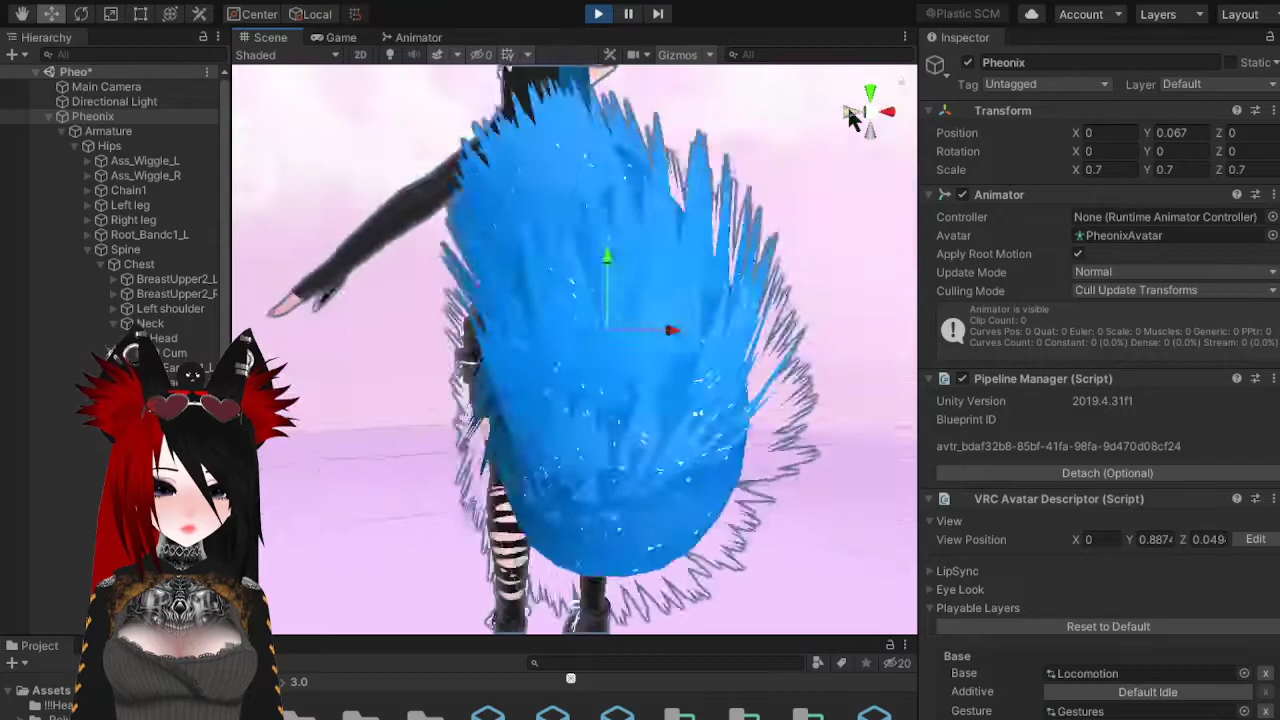 Center
Local
Plastic SCM
Account
Layers
Layout
Hierarchy
Scene
Game
Animator
Inspector
All
Shaded
2D
0
Gizmos
All
Pheonix
Static
Tag
Untagged
Layer
Default
Pheo*
Main Camera
Directional Light
Pheonix
Armature
Hips
Ass_Wiggle_L
Ass_Wiggle_R
Chain1
Left leg
Right leg
Root_Bandc1_L
Spine
Chest
BreastUpper2_L
Left shoulder
Neck
Head
Cum
Transform
Position X 0 Y 0.067 Z 0
Rotation X 0 Y 0 Z 0
Scale X 0.7 Y 0.7 Z 0.7
Animator
Controller None (Runtime Animator Controller)
Avatar PheonixAvatar
Apply Root Motion
Update Mode Normal
Culling Mode Cull Update Transforms
Animator is visible
Clip Count: 0
Curves Pos: 0 Quat: 0 Euler: 0 Scale: 0 Muscles: 0 Generic: 0 PPtr: 0
Curves Count: 0 Constant: 0 (0.0%) Dense: 0 (0.0%) Stream: 0 (0.0%)
Pipeline Manager (Script)
Unity Version 2019.4.31f1
Blueprint ID
avtr_bdaf32b8-85bf-41fa-98fa-9d470d08cf24
Detach (Optional)
VRC Avatar Descriptor (Script)
View
View Position X 0 Y 0.8874 Z 0.049
Edit
LipSync
Eye Look
Playable Layers
Reset to Default
Base
Base Locomotion X
Additive Default Idle
Gesture Gestures X
Project
20
3.0
Assets